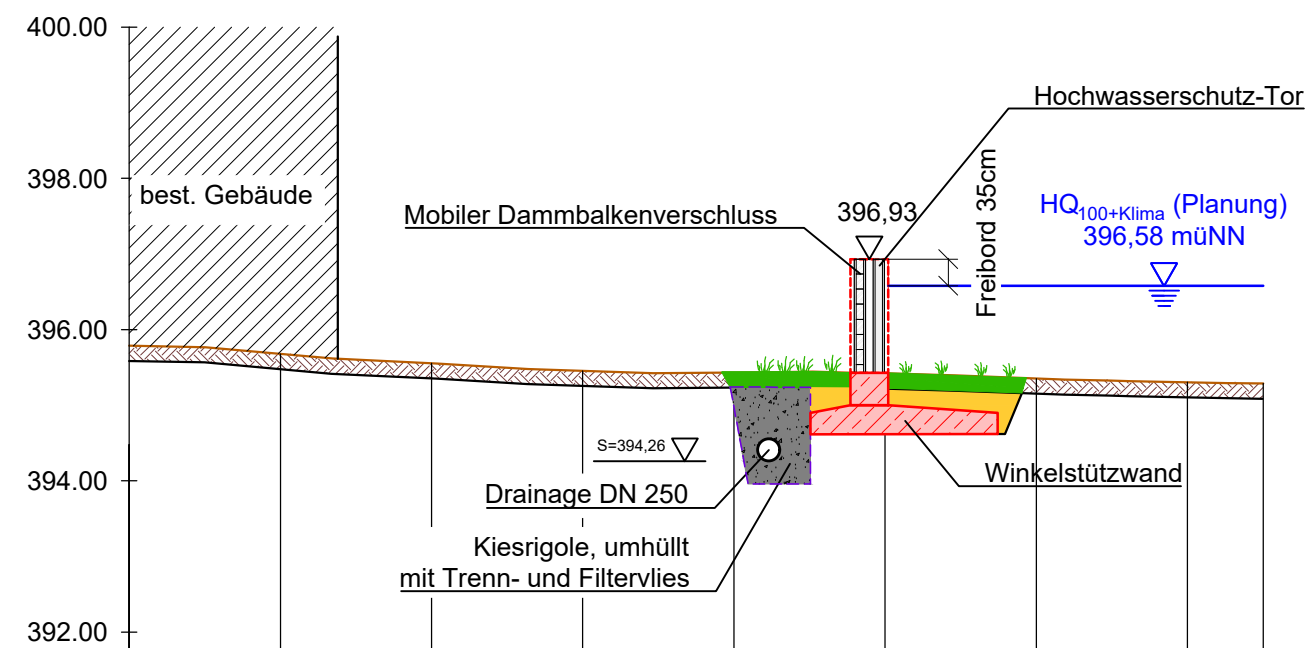 400.00
Hochwasserschutz-Tor
398.00
best. Gebäude
Mobiler Dammbalkenverschluss
396,93
Freibord 35cm
HQ100+Klima (Planung)
396,58 müNN
396.00
S=394,26
394.00
Drainage DN 250
Winkelstützwand
Kiesrigole, umhüllt
mit Trenn- und Filtervlies
392.00